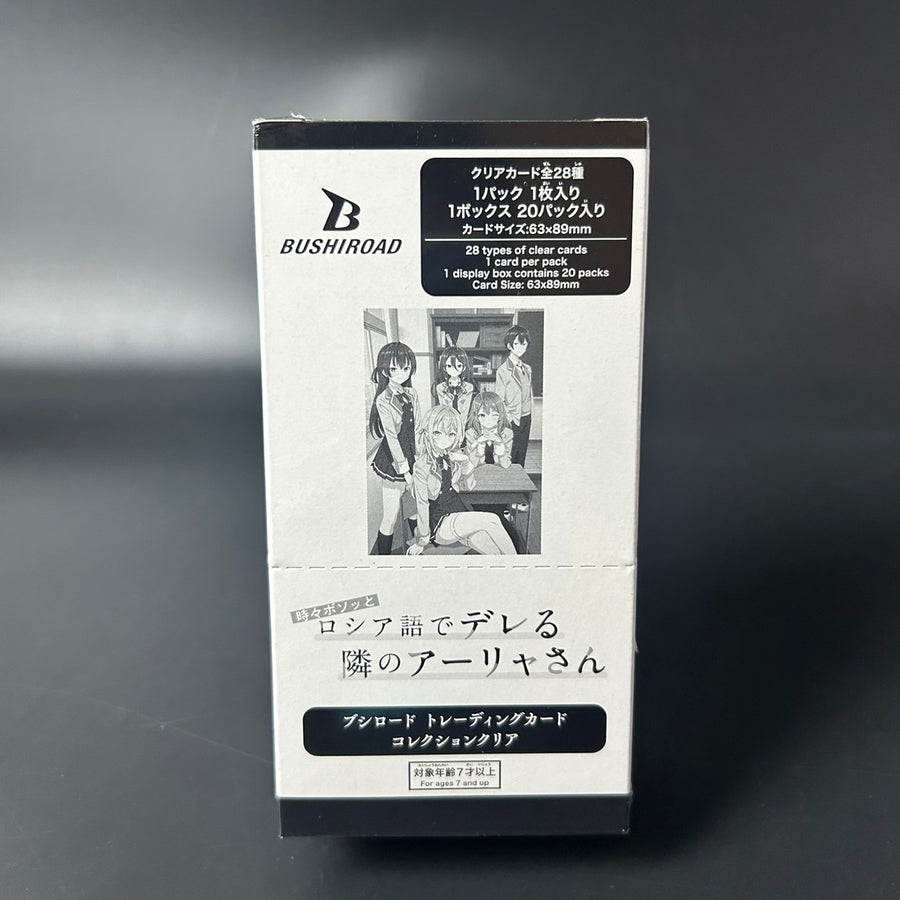 BUSHIROAD
クリアカード全28種
1パック 1枚入り
1ボックス 20パック入り
カードサイズ:63×89mm
28 types of clear cards
1 card per pack
1 display box contains 20 packs
Card Size: 63x89mm
時々ボソッと
ロシア語でデレる
隣のアーリャさん
ブシロード トレーディングカード
コレクションクリア
対象年齢7才以上
For ages 7 and up